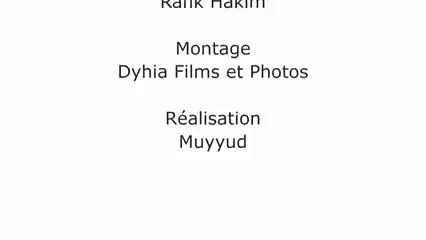 Rafik Hakim
Montage
Dyhia Films et Photos
Réalisation
Muyyud